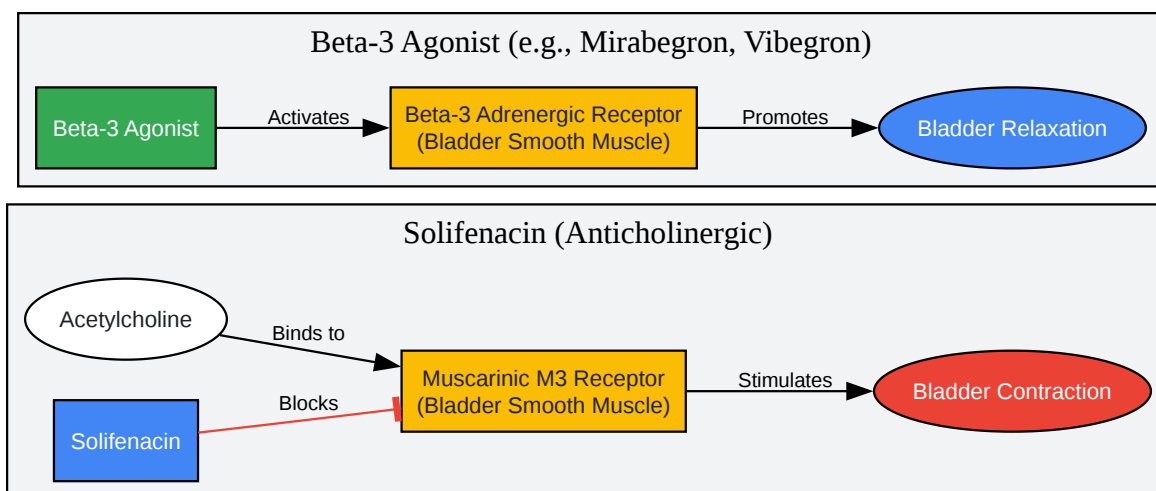 Beta-3 Agonist (e.g., Mirabegron, Vibegron)
Beta-3 Agonist
Activates
Beta-3 Adrenergic Receptor
(Bladder Smooth Muscle)
Promotes
Bladder Relaxation
Solifenacin (Anticholinergic)
Acetylcholine
Binds to
Solifenacin
Blocks
Muscarinic M3 Receptor
(Bladder Smooth Muscle)
Stimulates
Bladder Contraction